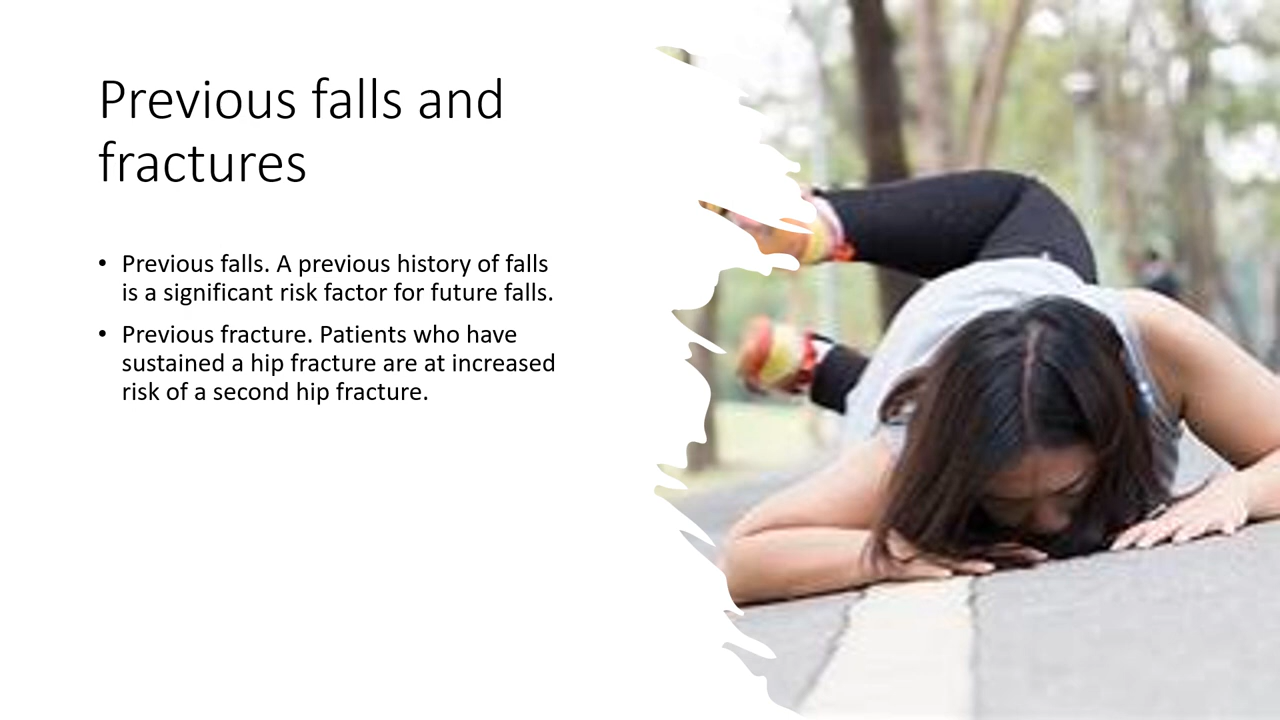 Previous falls and
fractures
• Previous falls. A previous history of falls
is a significant risk factor for future falls.
• Previous fracture. Patients who have
sustained a hip fracture are at increased
risk of a second hip fracture.